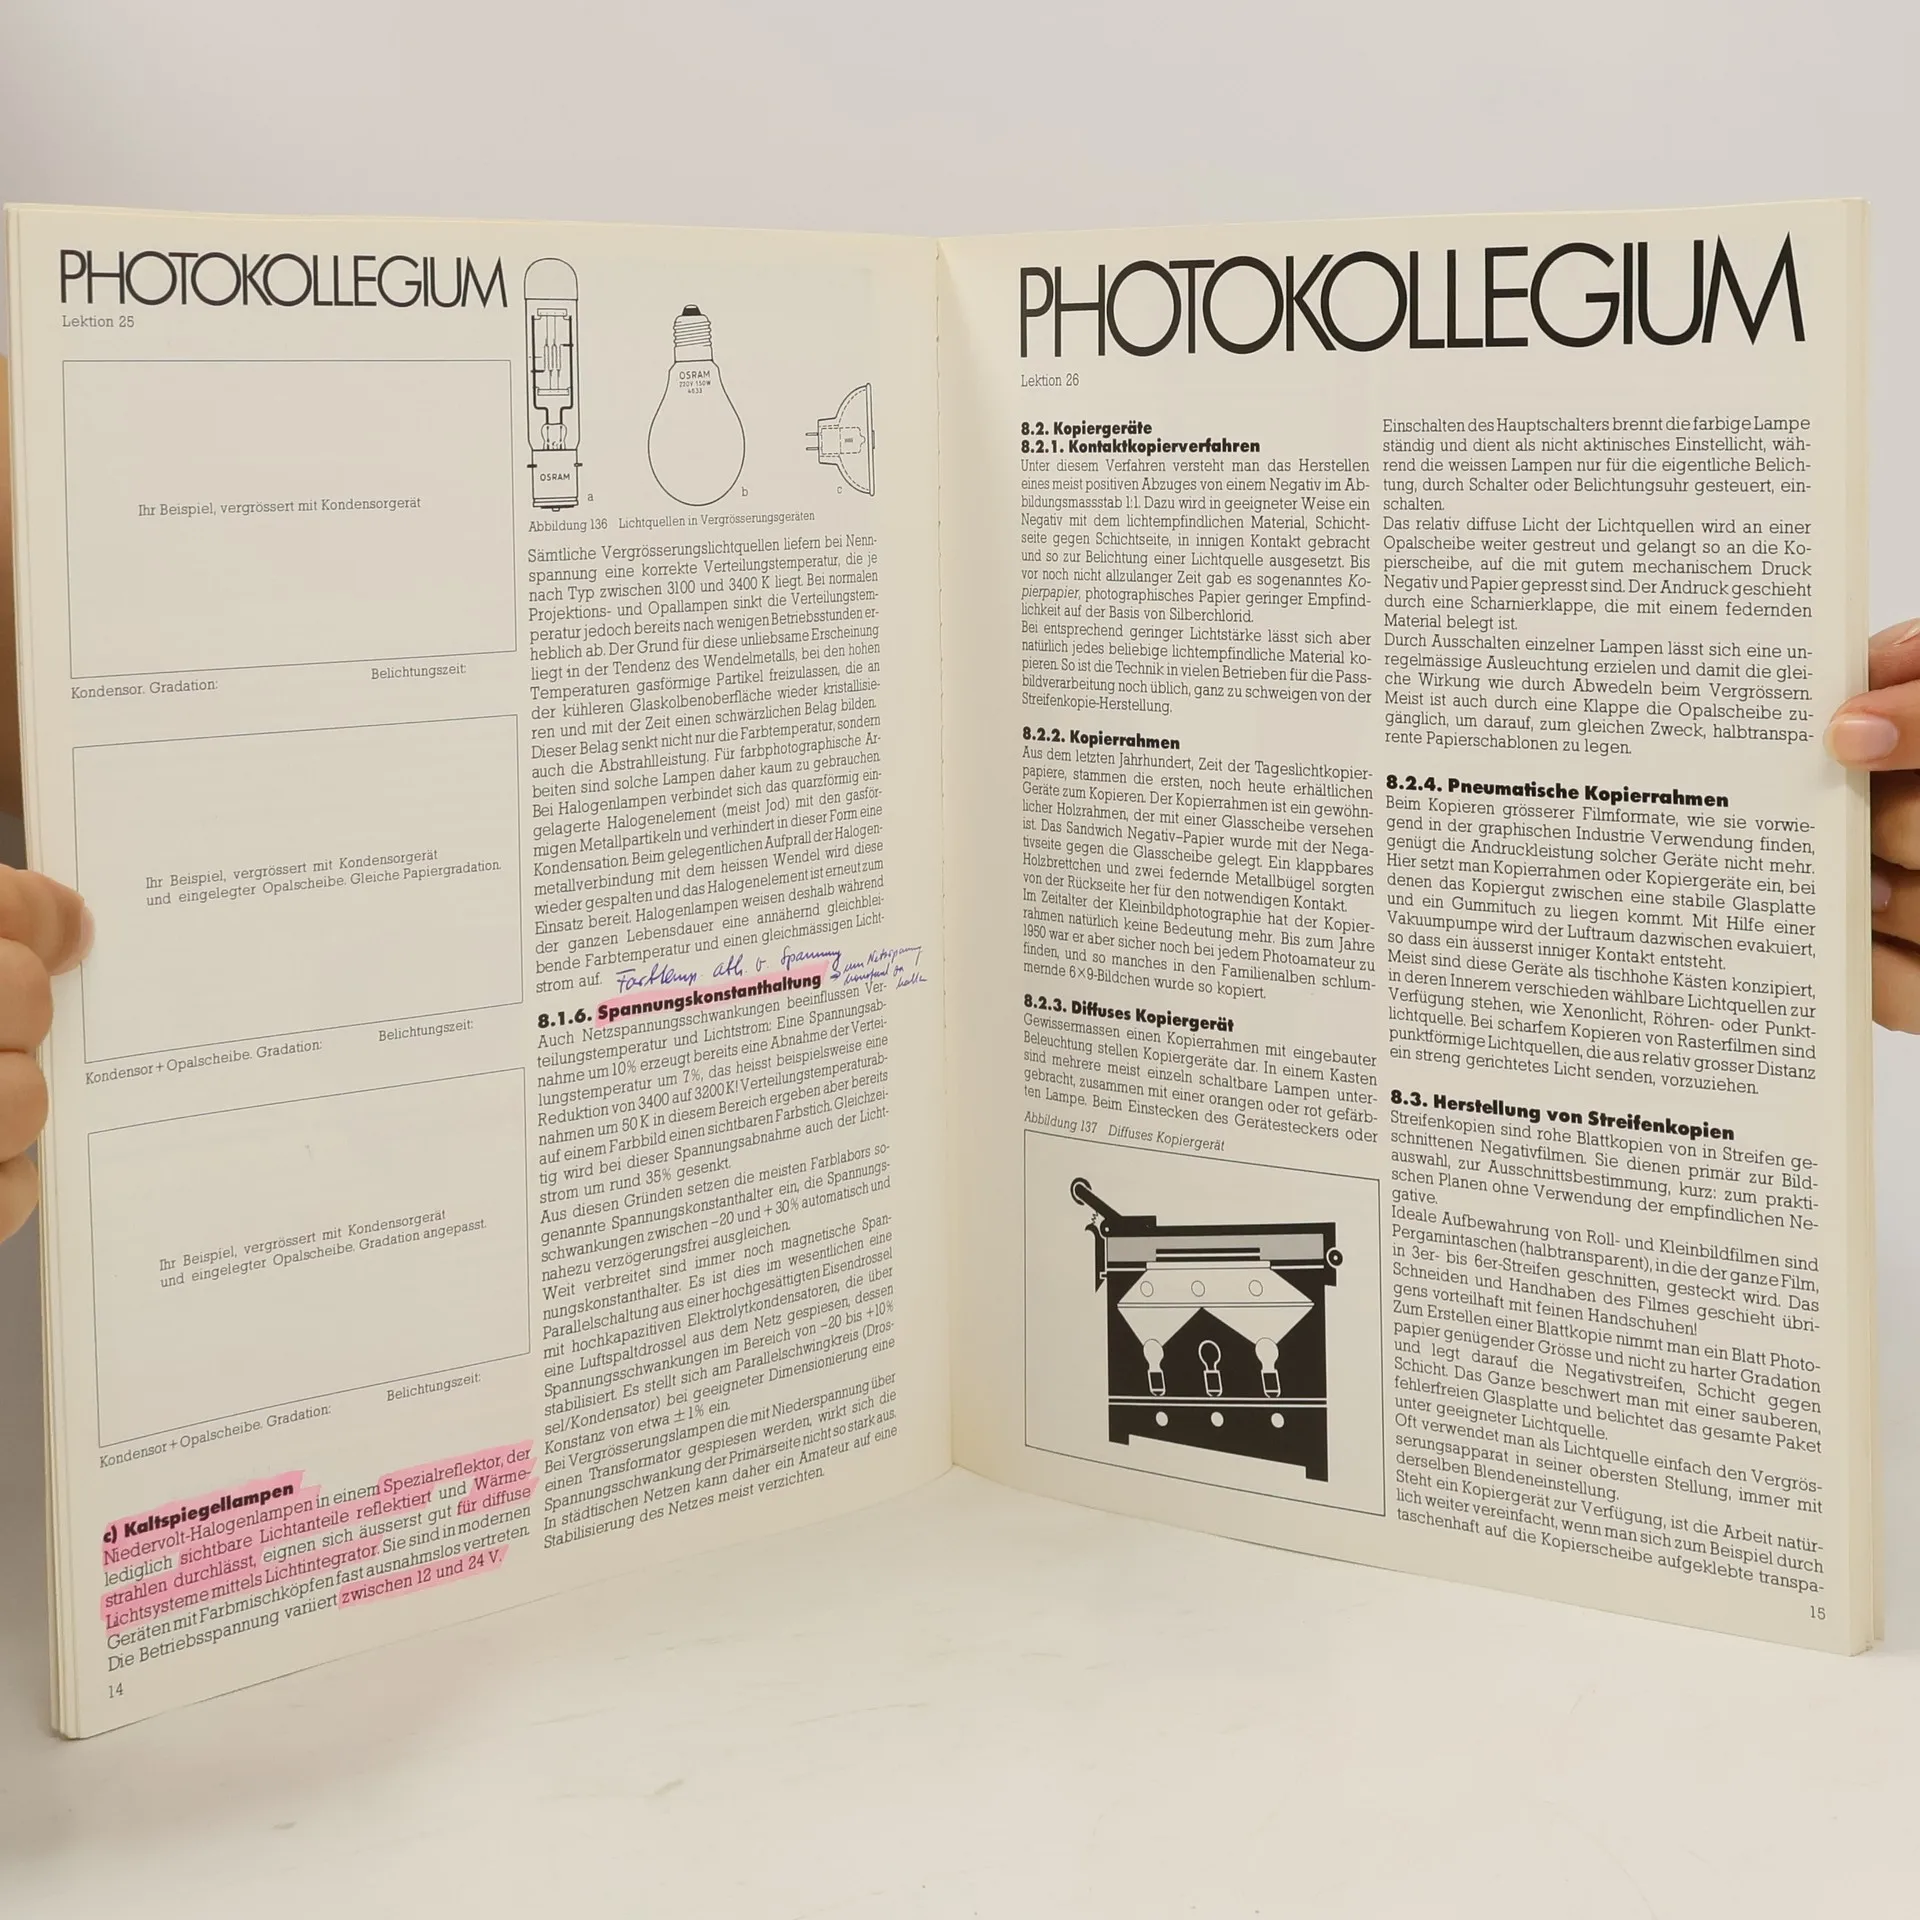 PHOTOKOLLEGIUM
Lektion 25
Ihr Beispiel, vergrössert mit Kondensorgerät
Kondensor. Gradation:
Belichtungszeit:
Ihr Beispiel, vergrössert mit Kondensorgerät
und eingelegter Opalscheibe. Gleiche Papiergradation.
Kondensor + Opalscheibe. Gradation:
Belichtungszeit:
Ihr Beispiel, vergrössert mit Kondensorgerät
und eingelegter Opalscheibe. Gradation angepasst.
Kondensor + Opalscheibe. Gradation:
Belichtungszeit:
c) Kaltspiegellampen
Niedervolt-Halogenlampen in einem Spezialreflektor, der
lediglich sichtbare Lichtanteile reflektiert und Wärme-
strahlen durchlässt, eignen sich äusserst gut für diffuse
Lichtsysteme mittels Lichtintegrator. Sie sind in modernen
Geräten mit Farbmischköpfen fast ausnahmslos vertreten.
Die Betriebsspannung variiert zwischen 12 und 24 V.
14
OSRAM
a
OSRAM
220V 150W
4633
b
c
Abbildung 136 Lichtquellen in Vergrösserungsgeräten
Sämtliche Vergrösserungslichtquellen liefern bei Nenn-
spannung eine korrekte Verteilungstemperatur, die je
nach Typ zwischen 3100 und 3400 K liegt. Bei normalen
Projektions- und Opallampen sinkt die Verteilungstem-
peratur jedoch bereits nach wenigen Betriebsstunden er-
heblich ab. Der Grund für diese unliebsame Erscheinung
liegt in der Tendenz des Wendelmetalls, bei den hohen
Temperaturen gasförmige Partikel freizulassen, die an
der kühleren Glaskolbenoberfläche wieder kristallisie-
ren und mit der Zeit einen schwärzlichen Belag bilden.
Dieser Belag senkt nicht nur die Farbtemperatur, sondern
auch die Abstrahlleistung. Für farbphotographische Ar-
beiten sind solche Lampen daher kaum zu gebrauchen.
Bei Halogenlampen verbindet sich das quarzförmig ein-
gelagerte Halogenelement (meist Jod) mit den gasför-
migen Metallpartikeln und verhindert in dieser Form eine
Kondensation. Beim gelegentlichen Aufprall der Halogen-
metallverbindung mit dem heissen Wendel wird diese
wieder gespalten und das Halogenelement ist erneut zum
Einsatz bereit. Halogenlampen weisen deshalb während
der ganzen Lebensdauer eine annähernd gleichblei-
bende Farbtemperatur und einen gleichmässigen Licht-
strom auf.
Farbtemp. abh. v. Spannung
8.1.6. Spannungskonstanthaltung
Auch Netzspannungsschwankungen beeinflussen Ver-
teilungstemperatur und Lichtstrom: Eine Spannungsab-
nahme um 10% erzeugt bereits eine Abnahme der Vertei-
lungstemperatur um 7%, das heisst beispielsweise eine
Reduktion von 3400 auf 3200 K! Verteilungstemperaturab-
nahmen um 50 K in diesem Bereich ergeben aber bereits
auf einem Farbbild einen sichtbaren Farbstich. Gleichzei-
tig wird bei dieser Spannungsabnahme auch der Licht-
strom um rund 35% gesenkt.
Aus diesen Gründen setzen die meisten Farblabors so-
genannte Spannungskonstanthalter ein, die Spannungs-
schwankungen zwischen -20 und +30% automatisch und
nahezu verzögerungsfrei ausgleichen.
Weit verbreitet sind immer noch magnetische Span-
nungskonstanthalter. Es ist dies im wesentlichen eine
Parallelschaltung aus einer hochgesättigten Eisendrossel
mit hochkapazitiven Elektrolytkondensatoren, die über
eine Luftspaltdrossel aus dem Netz gespiesen, dessen
Spannungsschwankungen im Bereich von -20 bis +10%
stabilisiert. Es stellt sich am Parallelschwingkreis (Dros-
sel/Kondensator) bei geeigneter Dimensionierung eine
Konstanz von etwa ±1% ein.
Bei Vergrösserungslampen die mit Niederspannung über
einen Transformator gespiesen werden, wirkt sich die
Spannungsschwankung der Primärseite nicht so stark aus.
In städtischen Netzen kann daher ein Amateur auf eine
Stabilisierung des Netzes meist verzichten.
PHOTOKOLLEGIUM
Lektion 26
8.2. Kopiergeräte
8.2.1. Kontaktkopierverfahren
Unter diesem Verfahren versteht man das Herstellen
eines meist positiven Abzuges von einem Negativ im Ab-
bildungsmassstab 1:1. Dazu wird in geeigneter Weise ein
Negativ mit dem lichtempfindlichen Material, Schicht-
seite gegen Schichtseite, in innigen Kontakt gebracht
und so zur Belichtung einer Lichtquelle ausgesetzt. Bis
vor noch nicht allzulanger Zeit gab es sogenanntes Ko-
pierpapier, photographisches Papier geringer Empfind-
lichkeit auf der Basis von Silberchlorid.
Bei entsprechend geringer Lichtstärke lässt sich aber
natürlich jedes beliebige lichtempfindliche Material ko-
pieren. So ist die Technik in vielen Betrieben für die Pass-
bildverarbeitung noch üblich, ganz zu schweigen von der
Streifenkopie-Herstellung.
8.2.2. Kopierrahmen
Aus dem letzten Jahrhundert, Zeit der Tageslichtkopier-
papiere, stammen die ersten, noch heute erhältlichen
Geräte zum Kopieren. Der Kopierrahmen ist ein gewöhn-
licher Holzrahmen, der mit einer Glasscheibe versehen
ist. Das Sandwich Negativ–Papier wurde mit der Nega-
tivseite gegen die Glasscheibe gelegt. Ein klappbares
Holzbrettchen und zwei federnde Metallbügel sorgten
von der Rückseite her für den notwendigen Kontakt.
Im Zeitalter der Kleinbildphotographie hat der Kopier-
rahmen natürlich keine Bedeutung mehr. Bis zum Jahre
1950 war er aber sicher noch bei jedem Photoamateur zu
finden, und so manches in den Familienalben schlum-
mernde 6×9-Bildchen wurde so kopiert.
8.2.3. Diffuses Kopiergerät
Gewissermassen einen Kopierrahmen mit eingebauter
Beleuchtung stellen Kopiergeräte dar. In einem Kasten
sind mehrere meist einzeln schaltbare Lampen unter-
gebracht, zusammen mit einer orangen oder rot gefärb-
ten Lampe. Beim Einstecken des Gerätesteckers oder
Abbildung 137 Diffuses Kopiergerät
Einschalten des Hauptschalters brennt die farbige Lampe
ständig und dient als nicht aktinisches Einstellicht, wäh-
rend die weissen Lampen nur für die eigentliche Belich-
tung, durch Schalter oder Belichtungsuhr gesteuert, ein-
schalten.
Das relativ diffuse Licht der Lichtquellen wird an einer
Opalscheibe weiter gestreut und gelangt so an die Ko-
pierscheibe, auf die mit gutem mechanischem Druck
Negativ und Papier gepresst sind. Der Andruck geschieht
durch eine Scharnierklappe, die mit einem federnden
Material belegt ist.
Durch Ausschalten einzelner Lampen lässt sich eine un-
regelmässige Ausleuchtung erzielen und damit die glei-
che Wirkung wie durch Abwedeln beim Vergrössern.
Meist ist auch durch eine Klappe die Opalscheibe zu-
gänglich, um darauf, zum gleichen Zweck, halbtranspa-
rente Papierschablonen zu legen.
8.2.4. Pneumatische Kopierrahmen
Beim Kopieren grösserer Filmformate, wie sie vorwie-
gend in der graphischen Industrie Verwendung finden,
genügt die Andruckleistung solcher Geräte nicht mehr.
Hier setzt man Kopierrahmen oder Kopiergeräte ein, bei
denen das Kopiergut zwischen eine stabile Glasplatte
und ein Gummituch zu liegen kommt. Mit Hilfe einer
Vakuumpumpe wird der Luftraum dazwischen evakuiert,
so dass ein äusserst inniger Kontakt entsteht.
Meist sind diese Geräte als tischhohe Kästen konzipiert,
in deren Innerem verschieden wählbare Lichtquellen zur
Verfügung stehen, wie Xenonlicht, Röhren- oder Punkt-
lichtquelle. Bei scharfem Kopieren von Rasterfilmen sind
punktförmige Lichtquellen, die aus relativ grosser Distanz
ein streng gerichtetes Licht senden, vorzuziehen.
8.3. Herstellung von Streifenkopien
Streifenkopien sind rohe Blattkopien von in Streifen ge-
schnittenen Negativfilmen. Sie dienen primär zur Bild-
auswahl, zur Ausschnittsbestimmung, kurz: zum prakti-
schen Planen ohne Verwendung der empfindlichen Ne-
gative.
Ideale Aufbewahrung von Roll- und Kleinbildfilmen sind
Pergamintaschen (halbtransparent), in die der ganze Film,
in 3er- bis 6er-Streifen geschnitten, gesteckt wird. Das
Schneiden und Handhaben des Filmes geschieht übri-
gens vorteilhaft mit feinen Handschuhen!
Zum Erstellen einer Blattkopie nimmt man ein Blatt Photo-
papier genügender Grösse und nicht zu harter Gradation
und legt darauf die Negativstreifen, Schicht gegen
Schicht. Das Ganze beschwert man mit einer sauberen,
fehlerfreien Glasplatte und belichtet das gesamte Paket
unter geeigneter Lichtquelle.
Oft verwendet man als Lichtquelle einfach den Vergrös-
serungsapparat in seiner obersten Stellung, immer mit
derselben Blendeneinstellung.
Steht ein Kopiergerät zur Verfügung, ist die Arbeit natür-
lich weiter vereinfacht, wenn man sich zum Beispiel durch
taschenhaft auf die Kopierscheibe aufgeklebte transpa-
15